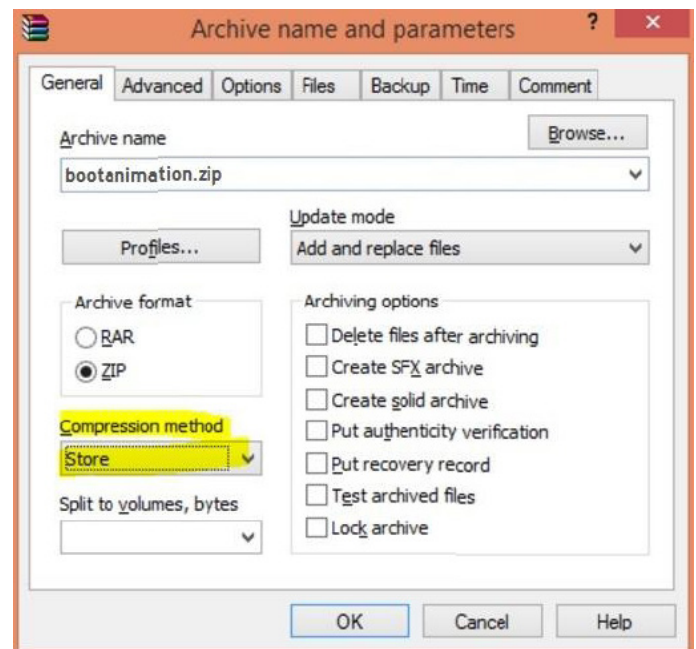 Archive name and parameters ? ×
General Advanced Options Files Backup Time Comment
Archive name
Browse...
bootanimation.zip
Update mode
Profiles...
Add and replace files
Archive format
RAR
ZIP
Compression method
Store
Split to volumes, bytes
Archiving options
Delete files after archiving
Create SFX archive
Create solid archive
Put authenticity verification
Put recovery record
Test archived files
Lock archive
OK Cancel Help